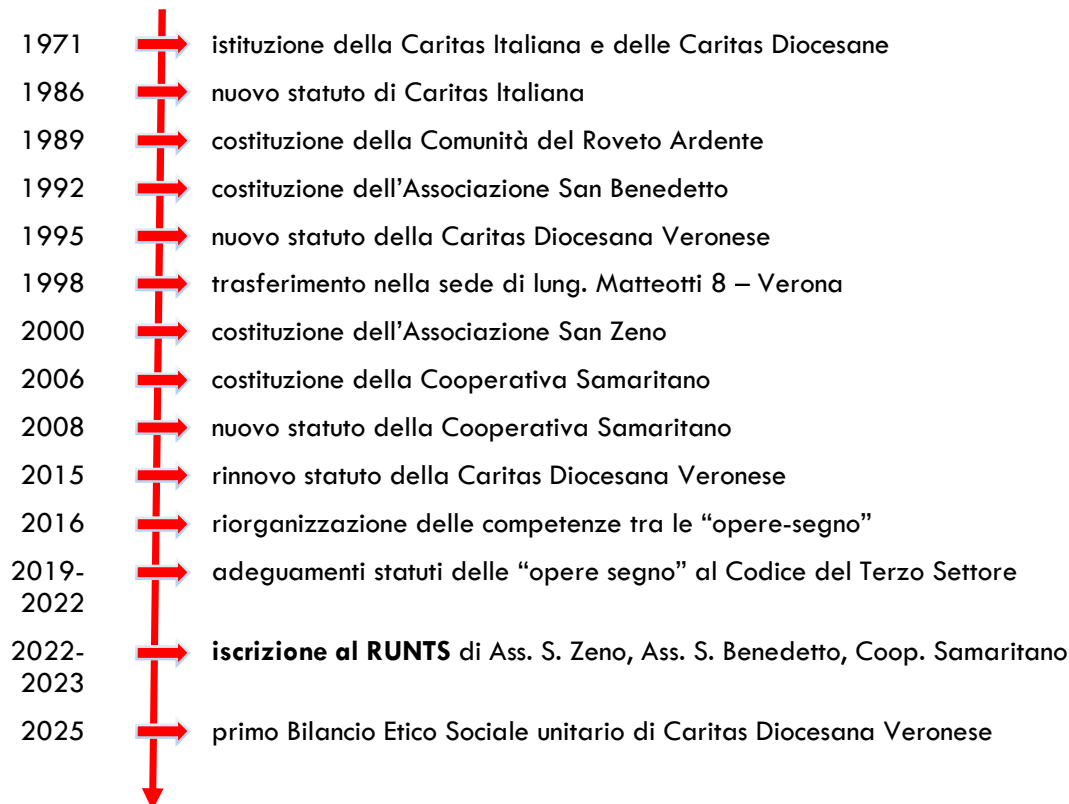 1971 istituzione della Caritas Italiana e delle Caritas Diocesane
1986 nuovo statuto di Caritas Italiana
1989 costituzione della Comunità del Roveto Ardente
1992 costituzione dell’Associazione San Benedetto
1995 nuovo statuto della Caritas Diocesana Veronese
1998 trasferimento nella sede di lung. Matteotti 8 – Verona
2000 costituzione dell’Associazione San Zeno
2006 costituzione della Cooperativa Samaritano
2008 nuovo statuto della Cooperativa Samaritano
2015 rinnovo statuto della Caritas Diocesana Veronese
2016 riorganizzazione delle competenze tra le “opere-segno”
2019- adeguamenti statuti delle “opere segno” al Codice del Terzo Settore
2022
2022- iscrizione al RUNTS di Ass. S. Zeno, Ass. S. Benedetto, Coop. Samaritano
2023
2025 primo Bilancio Etico Sociale unitario di Caritas Diocesana Veronese